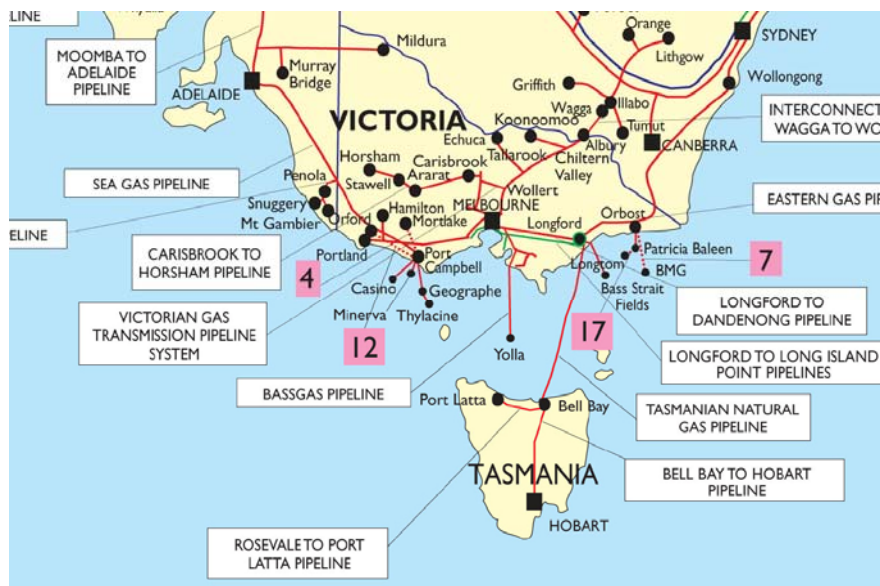 LINE
MOOMBA TO
ADELAIDE
PIPELINE
Murray
Bridge
ADELAIDE
Mildura
Orange
Lithgow
SYDNEY
Wollongong
Griffith
Illabo
Wagga
Tumut
VICTORIA
Koonoomoo
Echuca
Tallarook
Albury
Chiltern
Valley
CANBERRA
INTERCONNECT
WAGGA TO WO
SEA GAS PIPELINE
Horsham
Carisbrook
Stawell
Ararat
Penola
Snuggery
Mt Gambier
Orford
Hamilton
Mortlake
Wollert
MELBOURNE
Longford
Orbost
EASTERN GAS PIP
ELINE
CARISBROOK TO
HORSHAM PIPELINE
Portland
Port
Campbell
4
Casino
Geographe
Minerva
Thylacine
12
Patricia Baleen
7
Longtom
BMG
Bass Strait
Fields
17
LONGFORD TO
DANDENONG PIPELINE
VICTORIAN GAS
TRANSMISSION PIPELINE
SYSTEM
Yolla
LONGFORD TO LONG ISLAND
POINT PIPELINES
BASSGAS PIPELINE
Port Latta
Bell Bay
TASMANIAN NATURAL
GAS PIPELINE
TASMANIA
BELL BAY TO HOBART
PIPELINE
HOBART
ROSEVALE TO PORT
LATTA PIPELINE